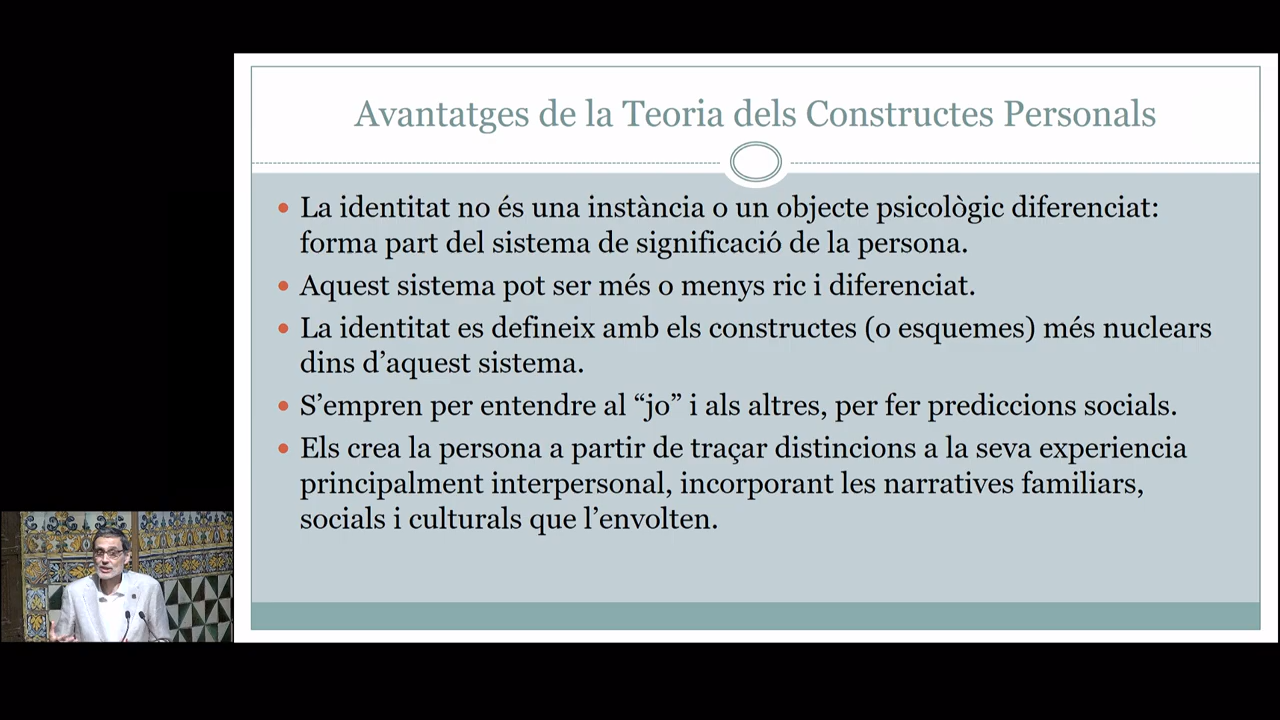 Avantatges de la Teoria dels Constructes Personals
La identitat no és una instància o un objecte psicològic diferenciat:
forma part del sistema de significació de la persona.
Aquest sistema pot ser més o menys ric i diferenciat.
La identitat es defineix amb els constructes (o esquemes) més nuclears
dins d’aquest sistema.
S’empren per entendre al “jo” i als altres, per fer prediccions socials.
Els crea la persona a partir de traçar distincions a la seva experiencia
principalment interpersonal, incorporant les narratives familiars,
socials i culturals que l’envolten.